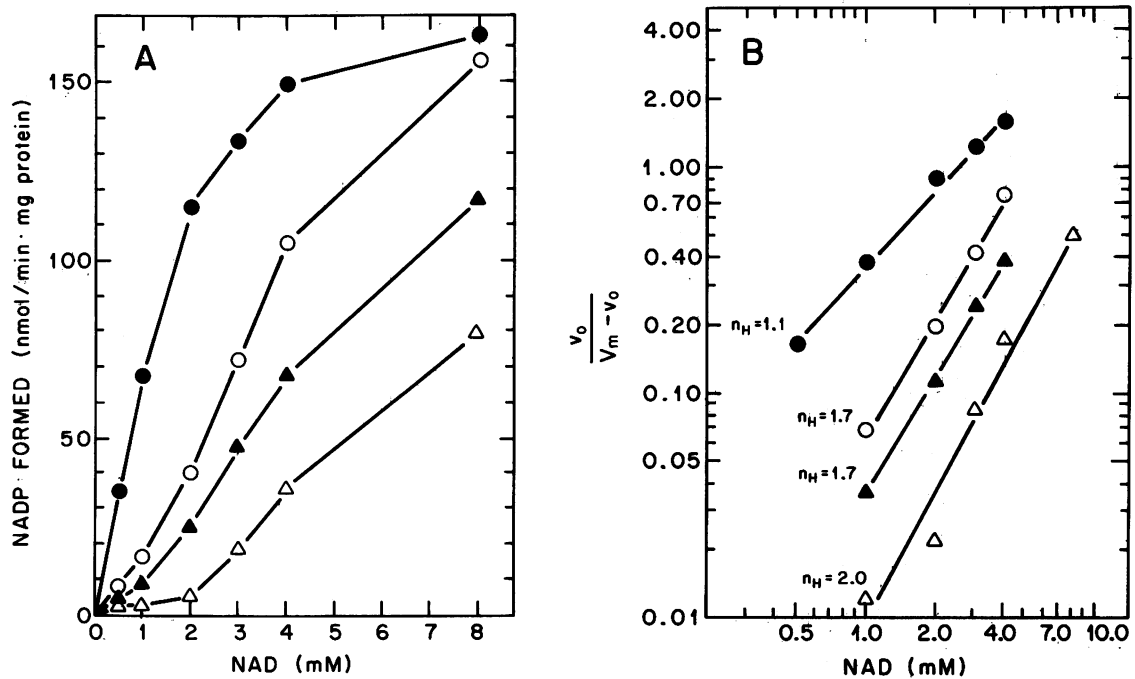 A
NADP FORMED (nmol/min·mg protein)
150
100
50
0
0 1 2 3 4 5 6 7 8
NAD (mM)
B
v₀
Vm - v₀
4.00
2.00
1.00
0.70
0.40
0.20
0.10
0.05
0.01
nH=1.1
nH=1.7
nH=1.7
nH=2.0
0.5 1.0 2.0 4.0 7.0 10.0
NAD (mM)